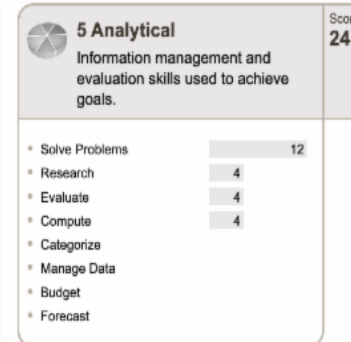 5 Analytical
Information management and
evaluation skills used to achieve
goals.
24
Solve Problems 12
Research 4
Evaluate 4
Compute 4
Categorize
Manage Data
Budget
Forecast